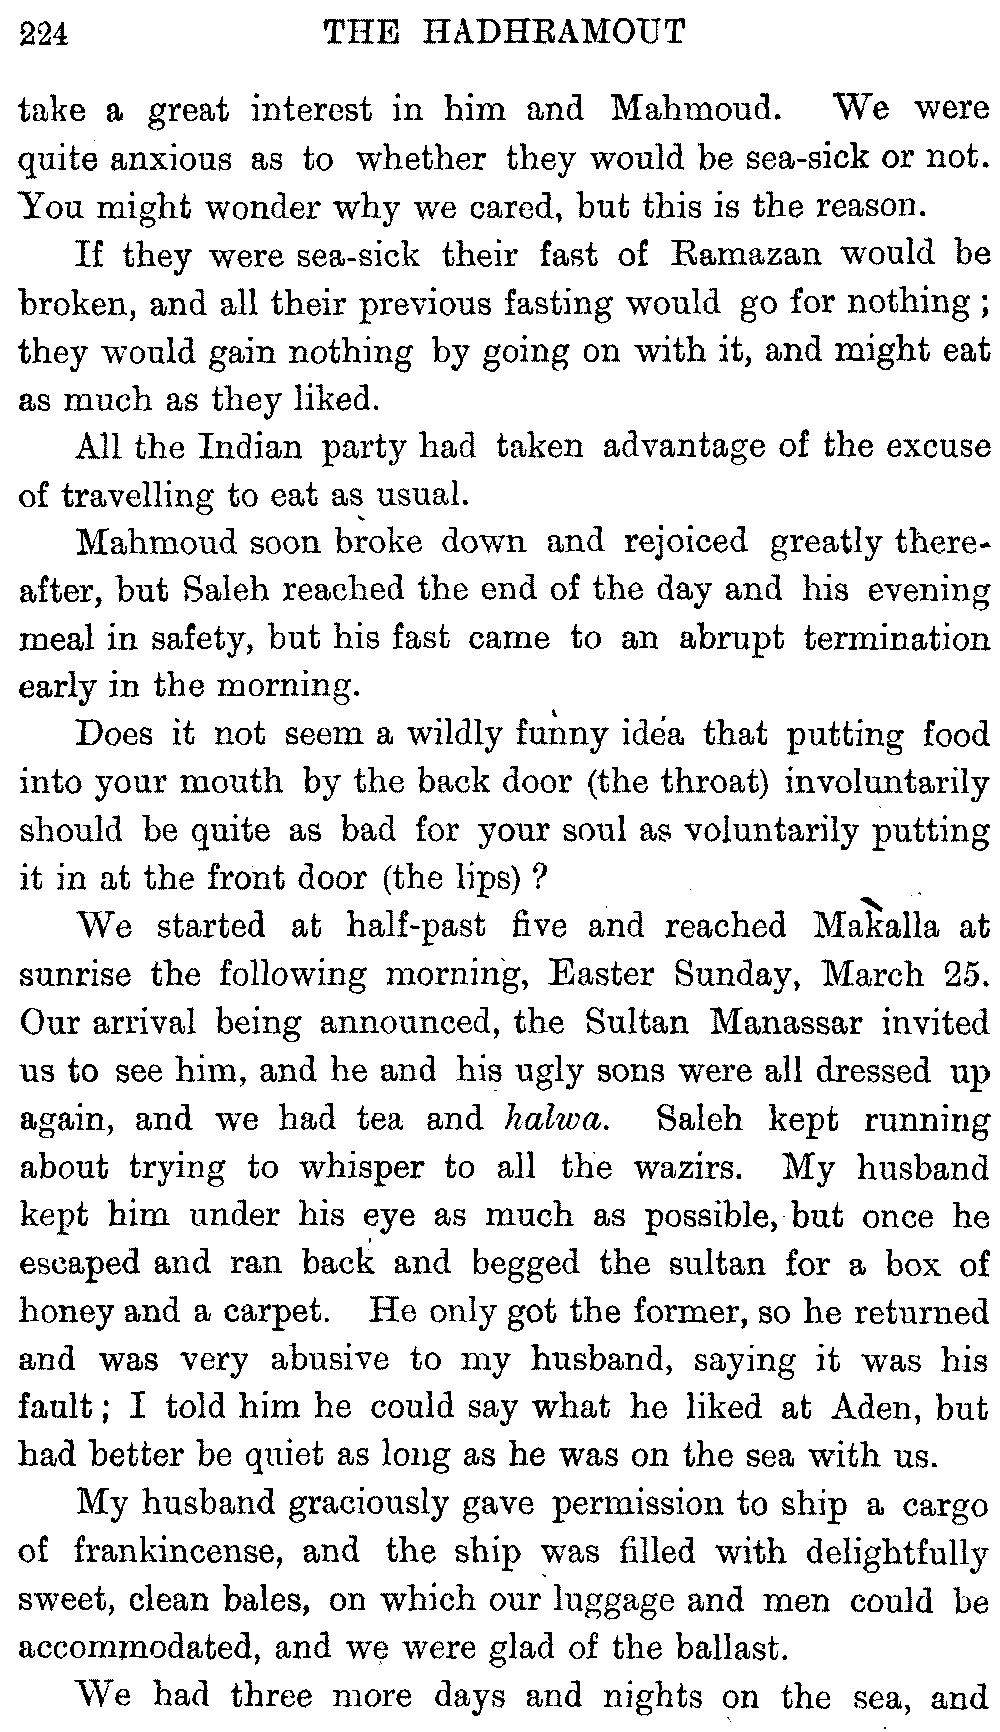 224 THE HADHRAMOUT
take a great interest in him and Mahmoud. We were
quite anxious as to whether they would be sea-sick or not.
You might wonder why we cared, but this is the reason.
If they were sea-sick their fast of Ramazan would be
broken, and all their previous fasting would go for nothing ;
they would gain nothing by going on with it, and might eat
as much as they liked.
All the Indian party had taken advantage of the excuse
of travelling to eat as usual.
Mahmoud soon broke down and rejoiced greatly there-
after, but Saleh reached the end of the day and his evening
meal in safety, but his fast came to an abrupt termination
early in the morning.
Does it not seem a wildly funny idea that putting food
into your mouth by the back door (the throat) involuntarily
should be quite as bad for your soul as voluntarily putting
it in at the front door (the lips) ?
We started at half-past five and reached Makalla at
sunrise the following morning, Easter Sunday, March 25.
Our arrival being announced, the Sultan Manassar invited
us to see him, and he and his ugly sons were all dressed up
again, and we had tea and halwa. Saleh kept running
about trying to whisper to all the wazirs. My husband
kept him under his eye as much as possible, but once he
escaped and ran back and begged the sultan for a box of
honey and a carpet. He only got the former, so he returned
and was very abusive to my husband, saying it was his
fault ; I told him he could say what he liked at Aden, but
had better be quiet as long as he was on the sea with us.
My husband graciously gave permission to ship a cargo
of frankincense, and the ship was filled with delightfully
sweet, clean bales, on which our luggage and men could be
accommodated, and we were glad of the ballast.
We had three more days and nights on the sea, and